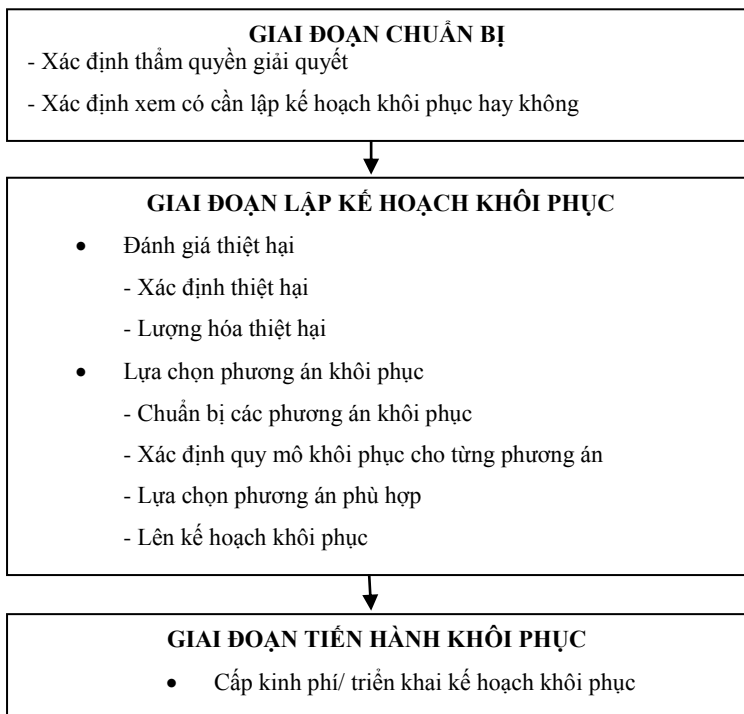 GIAI ĐOẠN CHUẨN BỊ
- Xác định thẩm quyền giải quyết
- Xác định xem có cần lập kế hoạch khôi phục hay không
GIAI ĐOẠN LẬP KẾ HOẠCH KHÔI PHỤC
• Đánh giá thiệt hại
- Xác định thiệt hại
- Lượng hóa thiệt hại
• Lựa chọn phương án khôi phục
- Chuẩn bị các phương án khôi phục
- Xác định quy mô khôi phục cho từng phương án
- Lựa chọn phương án phù hợp
- Lên kế hoạch khôi phục
GIAI ĐOẠN TIẾN HÀNH KHÔI PHỤC
• Cấp kinh phí/ triển khai kế hoạch khôi phục